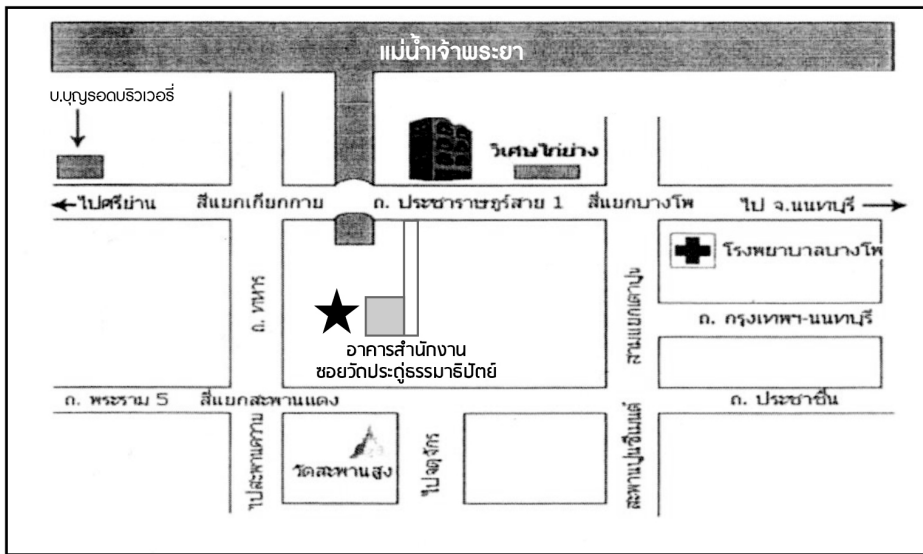 แม่น้ำเจ้าพระยา
บ.บุญรอดบริวเวอรี่
วิเศษไก่ย่าง
ไปศรีย่าน
สี่แยกเกียกกาย
ถ. ประชาราษฎร์สาย 1
สี่แยกบางโพ
ไป จ.นนทบุรี
โรงพยาบาลบางโพ
ถ. ทหาร
สามแยกเตาปูน
ถ. กรุงเทพฯ-นนทบุรี
อาคารสำนักงาน
ซอยวัดประดู่ธรรมาธิปัตย์
ถ. พระราม 5
สี่แยกสะพานแดง
ถ. ประชาชื่น
ไปสะพานควาย
วัดสะพานสูง
ไปจตุจักร
สะพานปูนซีเมนต์